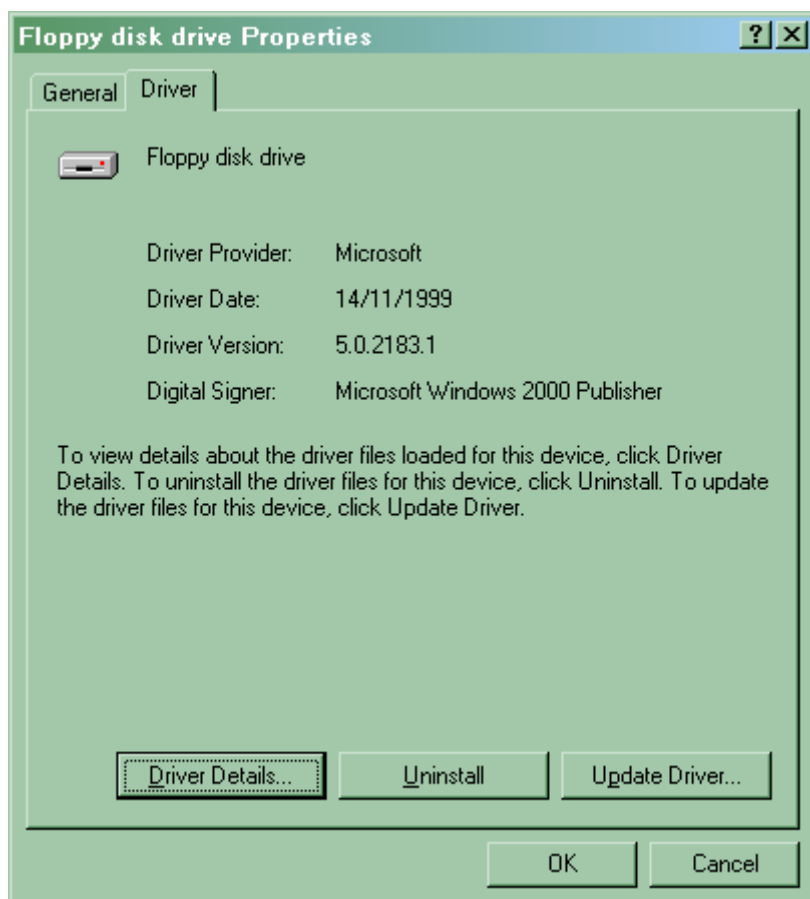 Floppy disk drive Properties
General Driver
Floppy disk drive
Driver Provider: Microsoft
Driver Date: 14/11/1999
Driver Version: 5.0.2183.1
Digital Signer: Microsoft Windows 2000 Publisher
To view details about the driver files loaded for this device, click Driver
Details. To uninstall the driver files for this device, click Uninstall. To update
the driver files for this device, click Update Driver.
Driver Details... Uninstall Update Driver...
OK Cancel